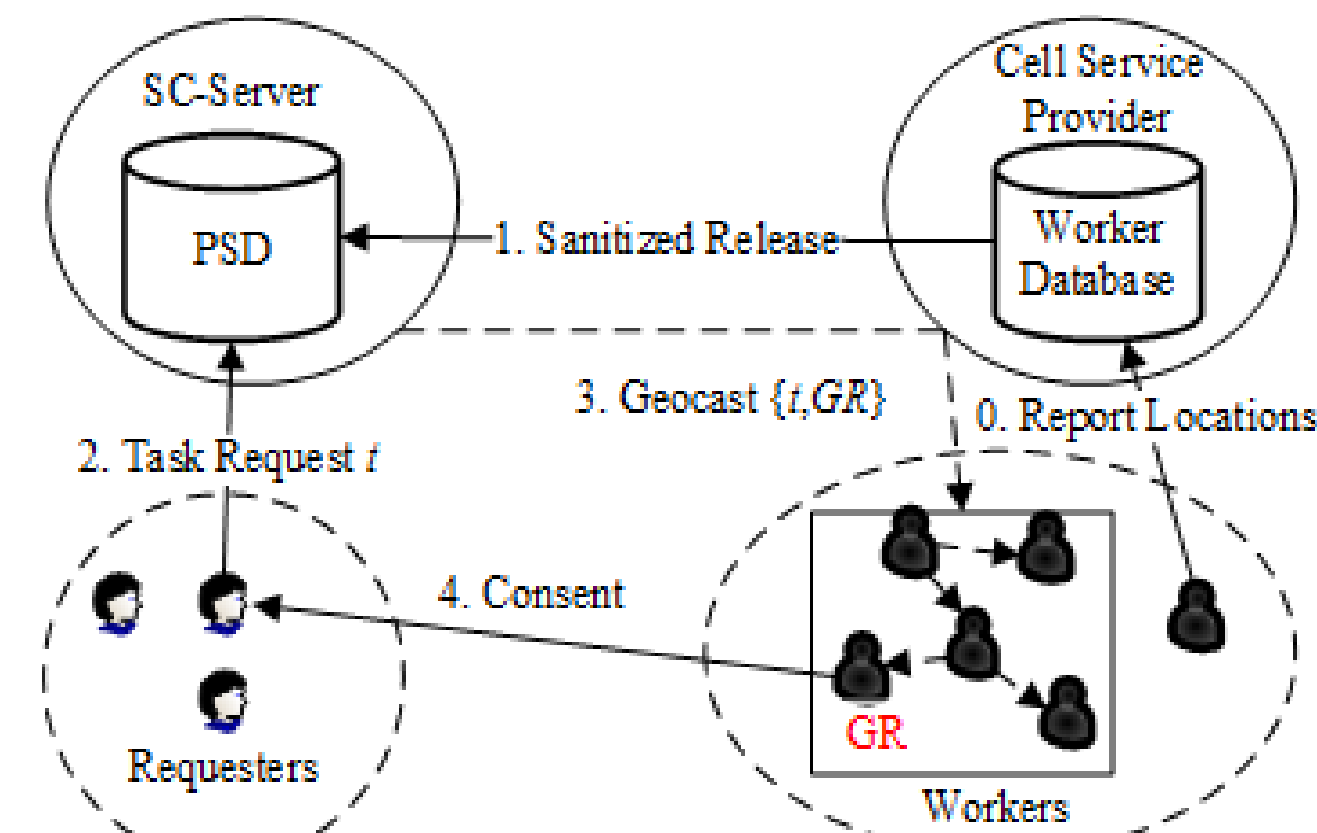 SC-Server
Cell Service
Provider
PSD
1. Sanitized Release
Worker
Database
3. Geocast {t,GR}
0. Report Locations
2. Task Request t
4. Consent
GR
Requesters
Workers